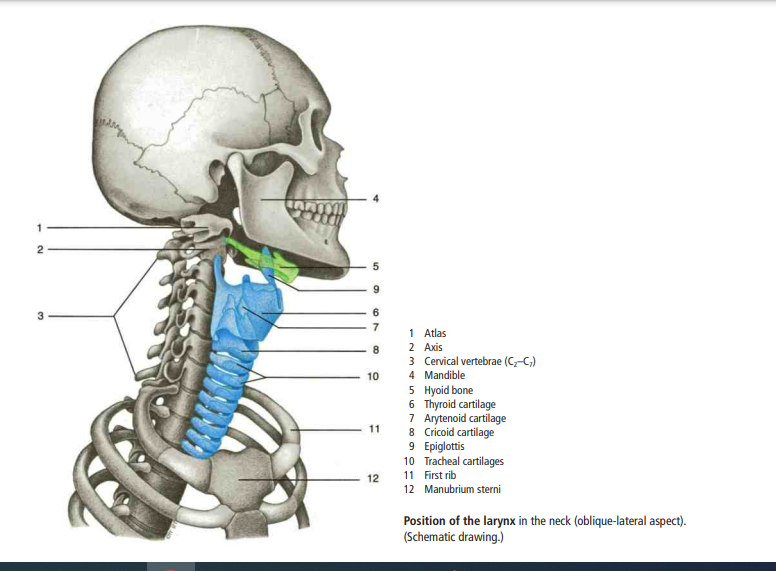 1
2
3
4
5
9
6
7
8
10
11
12
1 Atlas
2 Axis
3 Cervical vertebrae (C₂–C₇)
4 Mandible
5 Hyoid bone
6 Thyroid cartilage
7 Arytenoid cartilage
8 Cricoid cartilage
9 Epiglottis
10 Tracheal cartilages
11 First rib
12 Manubrium sterni
Position of the larynx in the neck (oblique-lateral aspect).
(Schematic drawing.)